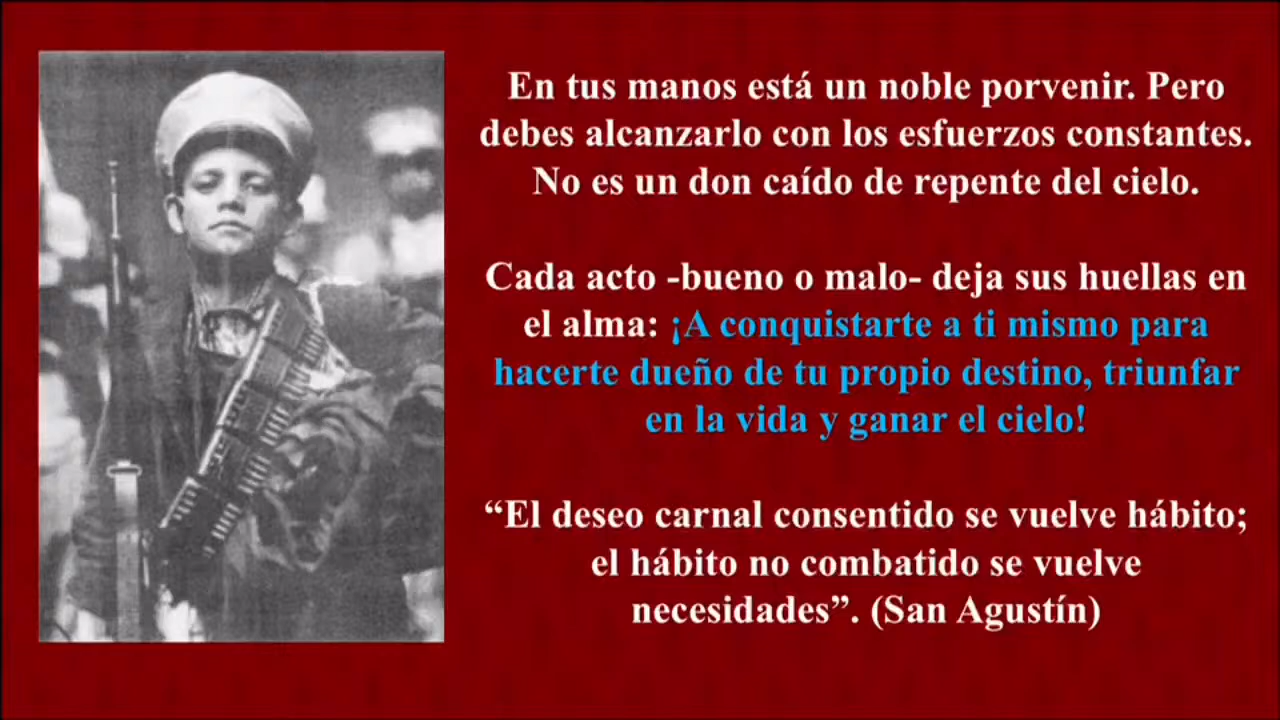 En tus manos está un noble porvenir. Pero
debes alcanzarlo con los esfuerzos constantes.
No es un don caído de repente del cielo.
Cada acto -bueno o malo- deja sus huellas en
el alma: ¡A conquistarte a ti mismo para
hacerte dueño de tu propio destino, triunfar
en la vida y ganar el cielo!
“El deseo carnal consentido se vuelve hábito;
el hábito no combatido se vuelve
necesidades”. (San Agustín)